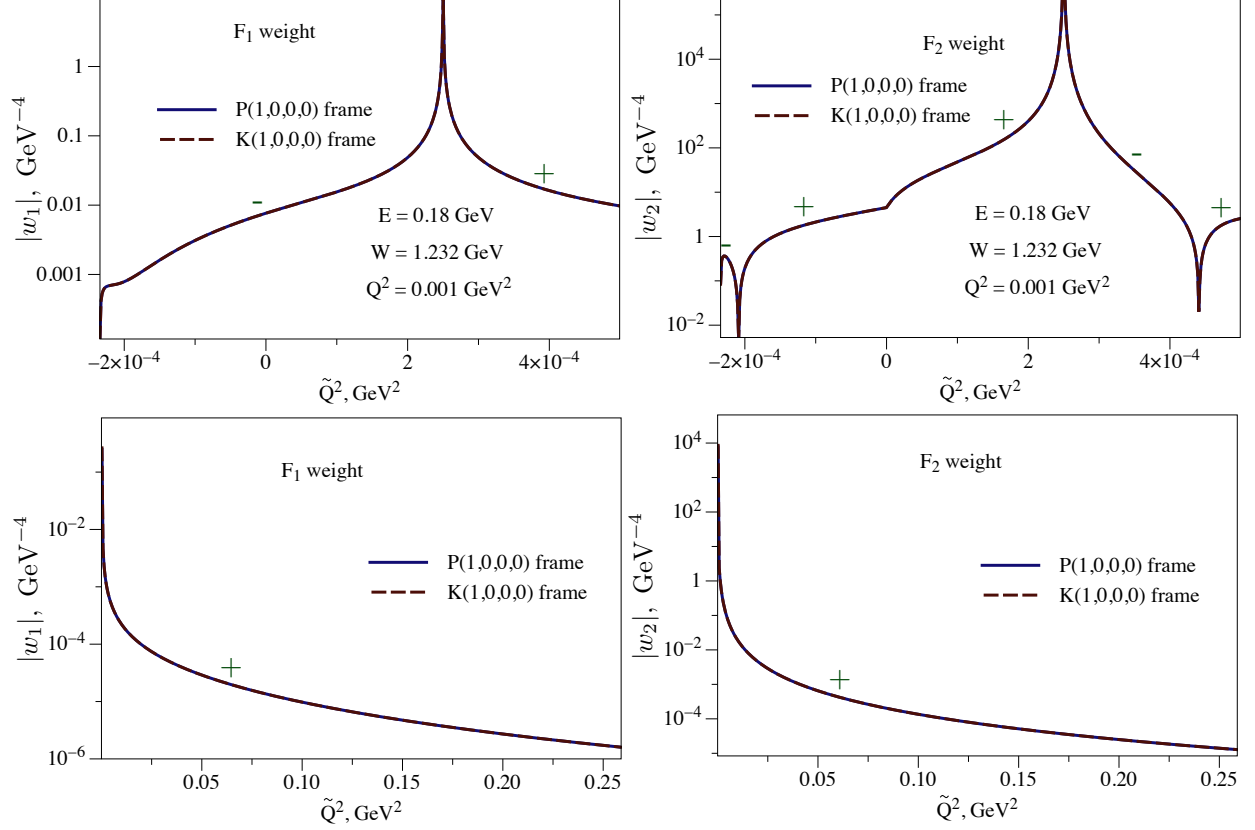 F₁ weight
|w₁|, GeV⁻⁴
1
0.1
0.01
0.001
P(1,0,0,0) frame
K(1,0,0,0) frame
+
-
E = 0.18 GeV
W = 1.232 GeV
Q² = 0.001 GeV²
−2×10⁻⁴
0
2
4×10⁻⁴
Q̃², GeV²
F₂ weight
|w₂|, GeV⁻⁴
10⁴
10²
1
10⁻²
P(1,0,0,0) frame
K(1,0,0,0) frame
+
+
-
-
+
E = 0.18 GeV
W = 1.232 GeV
Q² = 0.001 GeV²
−2×10⁻⁴
0
2
4×10⁻⁴
Q̃², GeV²
F₁ weight
|w₁|, GeV⁻⁴
10⁻²
10⁻⁴
10⁻⁶
P(1,0,0,0) frame
K(1,0,0,0) frame
+
0.05
0.10
0.15
0.20
0.25
Q̃², GeV²
F₂ weight
|w₂|, GeV⁻⁴
10⁴
10²
1
10⁻²
10⁻⁴
P(1,0,0,0) frame
K(1,0,0,0) frame
+
0.05
0.10
0.15
0.20
0.25
Q̃², GeV²